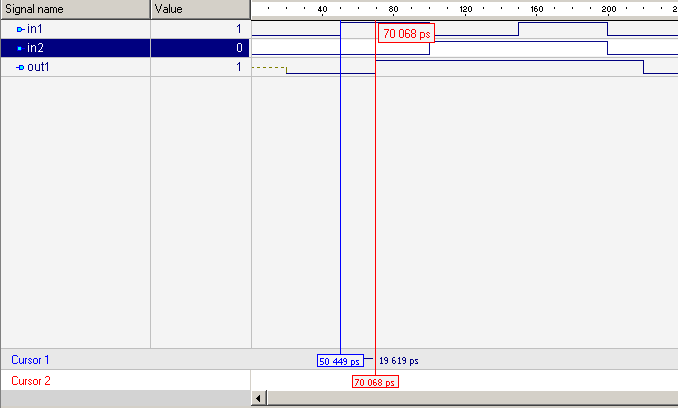 Signal name Value 40 80 120 160 200
in1 1 70 068 ps
in2 0
out1 1
Cursor 1 50 449 ps 19 619 ps
Cursor 2 70 068 ps